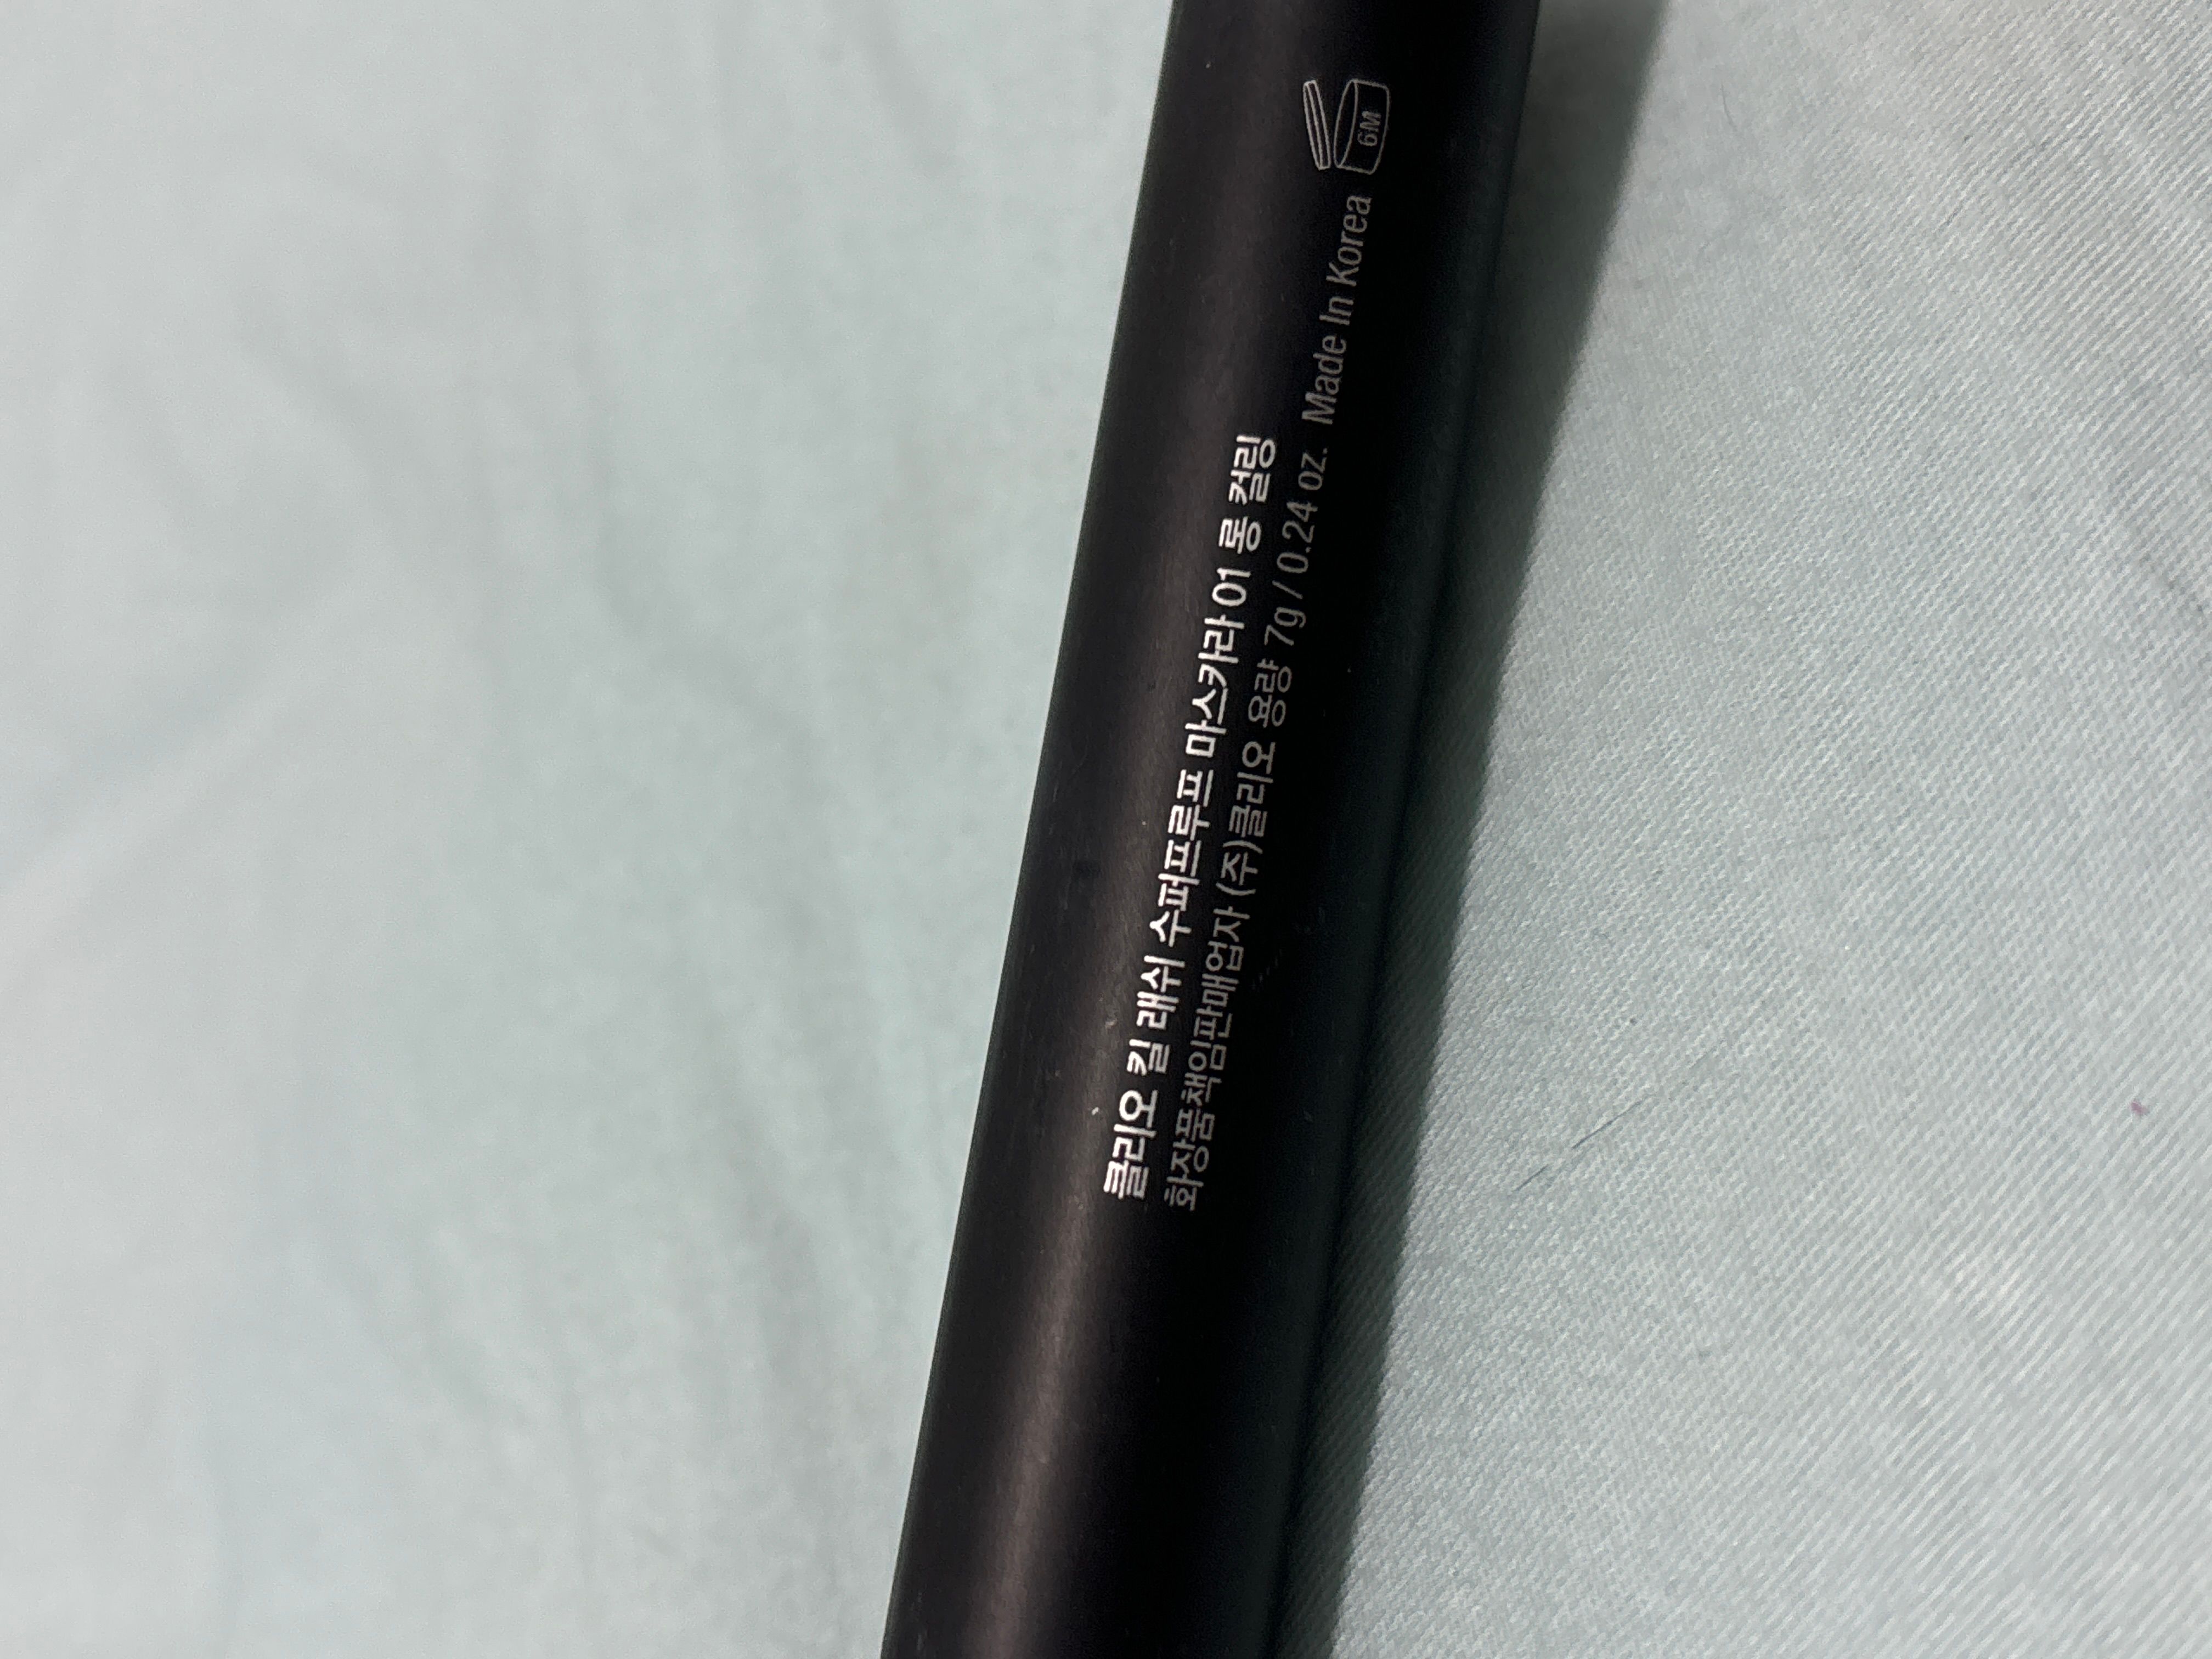 클리오 킬 래쉬 수퍼프루프 마스카라 01 롱 컬링
화장품책임판매업자 (주)클리오 용량 7g / 0.24 oz. Made In Korea 6M